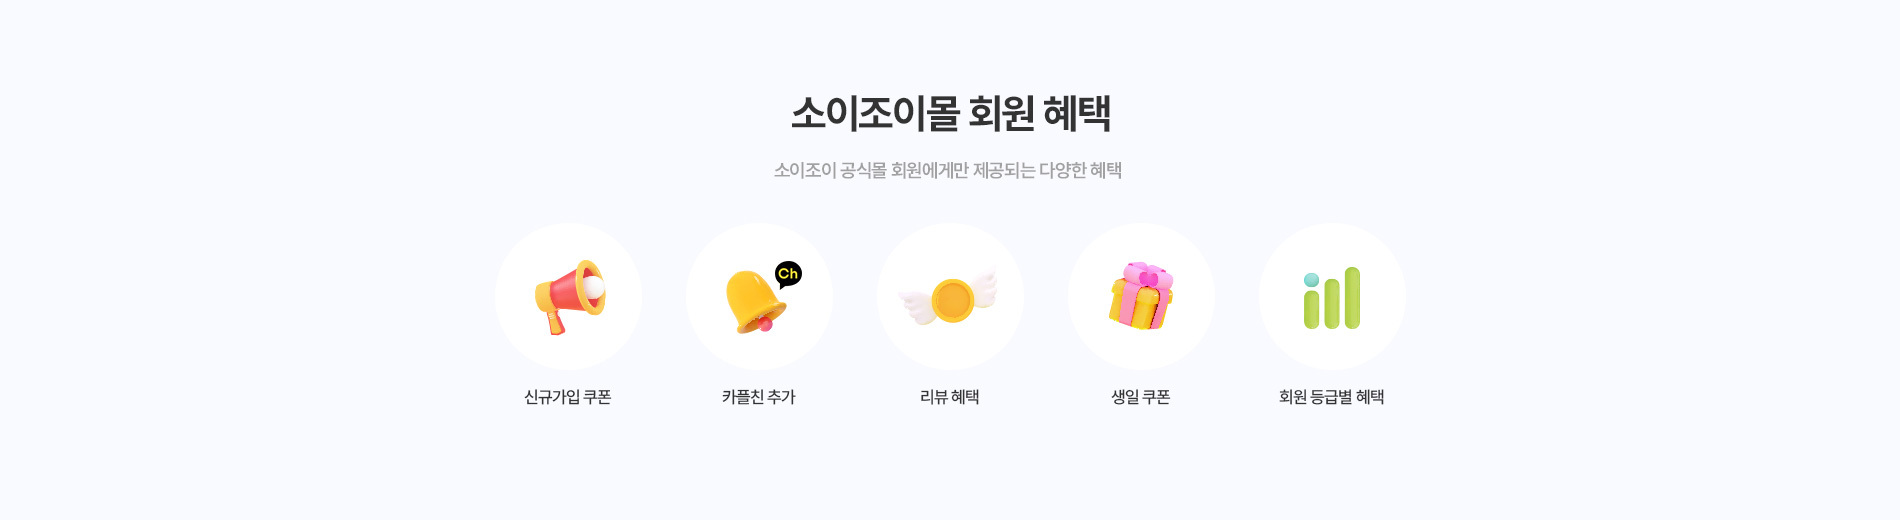 소이조이몰 회원 혜택
소이조이 공식몰 회원에게만 제공되는 다양한 혜택
Ch
신규가입 쿠폰
카플친 추가
리뷰 혜택
생일 쿠폰
회원 등급별 혜택